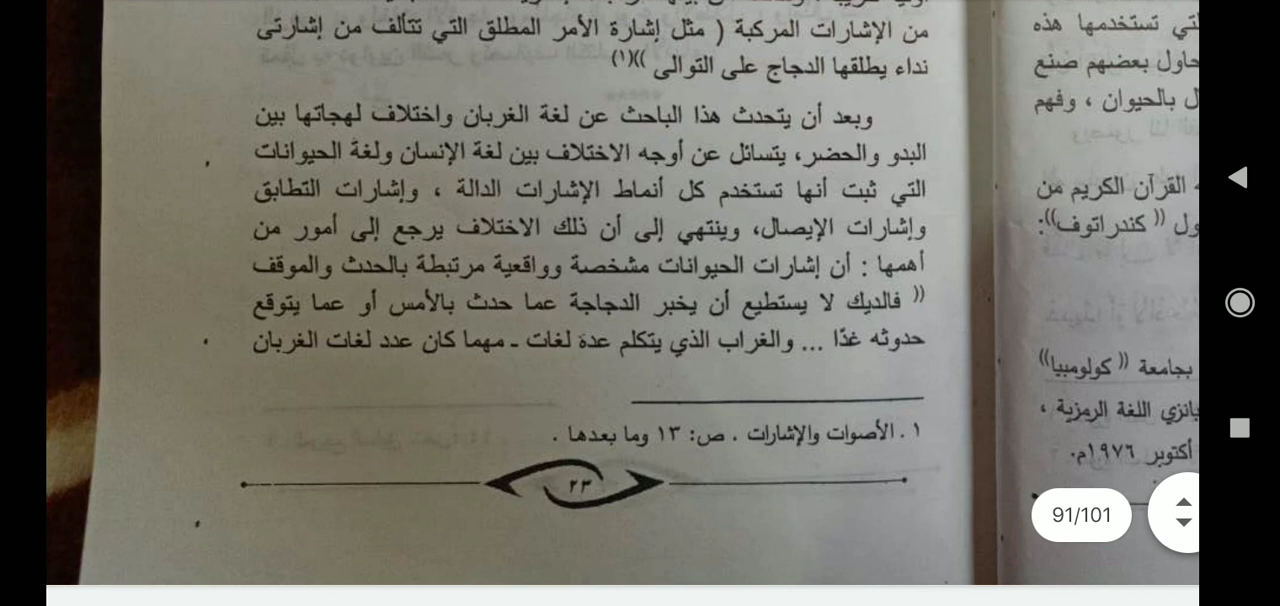 من الإشارات المركبة ( مثل إشارة الأمر المطلق التي تتألف من إشارتى
نداء يطلقها الدجاج على التوالى ))(١)
وبعد أن يتحدث هذا الباحث عن لغة الغربان واختلاف لهجاتها بين
البدو والحضر، يتسائل عن أوجه الاختلاف بين لغة الإنسان ولغة الحيوانات
التي ثبت أنها تستخدم كل أنماط الإشارات الدالة ، وإشارات التطابق
وإشارات الإيصال، وينتهي إلى أن ذلك الاختلاف يرجع إلى أمور من
أهمها : أن إشارات الحيوانات مشخصة وواقعية مرتبطة بالحدث والموقف
(( فالديك لا يستطيع أن يخبر الدجاجة عما حدث بالأمس أو عما يتوقع
حدوثه غدًا ... والغراب الذي يتكلم عدة لغات - مهما كان عدد لغات الغربان
١ . الأصوات والإشارات . ص: ١٣ وما بعدها .
٢٣
لتي تستخدمها هذه
حاول بعضهم صنع
ل بالحيوان ، وفهم
ه القرآن الكريم من
ول (( كندراتوف)):
بجامعة (( كولومبيا))
بانزي اللغة الرمزية ،
أكتوبر ١٩٧٦م.
91/101